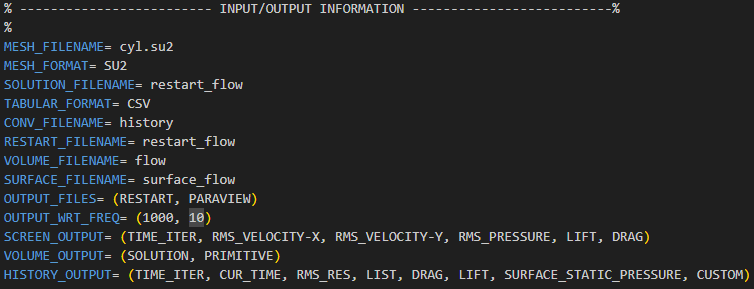 % ------------------------- INPUT/OUTPUT INFORMATION --------------------------%
%
MESH_FILENAME= cyl.su2
MESH_FORMAT= SU2
SOLUTION_FILENAME= restart_flow
TABULAR_FORMAT= CSV
CONV_FILENAME= history
RESTART_FILENAME= restart_flow
VOLUME_FILENAME= flow
SURFACE_FILENAME= surface_flow
OUTPUT_FILES= (RESTART, PARAVIEW)
OUTPUT_WRT_FREQ= (1000, 10)
SCREEN_OUTPUT= (TIME_ITER, RMS_VELOCITY-X, RMS_VELOCITY-Y, RMS_PRESSURE, LIFT, DRAG)
VOLUME_OUTPUT= (SOLUTION, PRIMITIVE)
HISTORY_OUTPUT= (TIME_ITER, CUR_TIME, RMS_RES, LIST, DRAG, LIFT, SURFACE_STATIC_PRESSURE, CUSTOM)